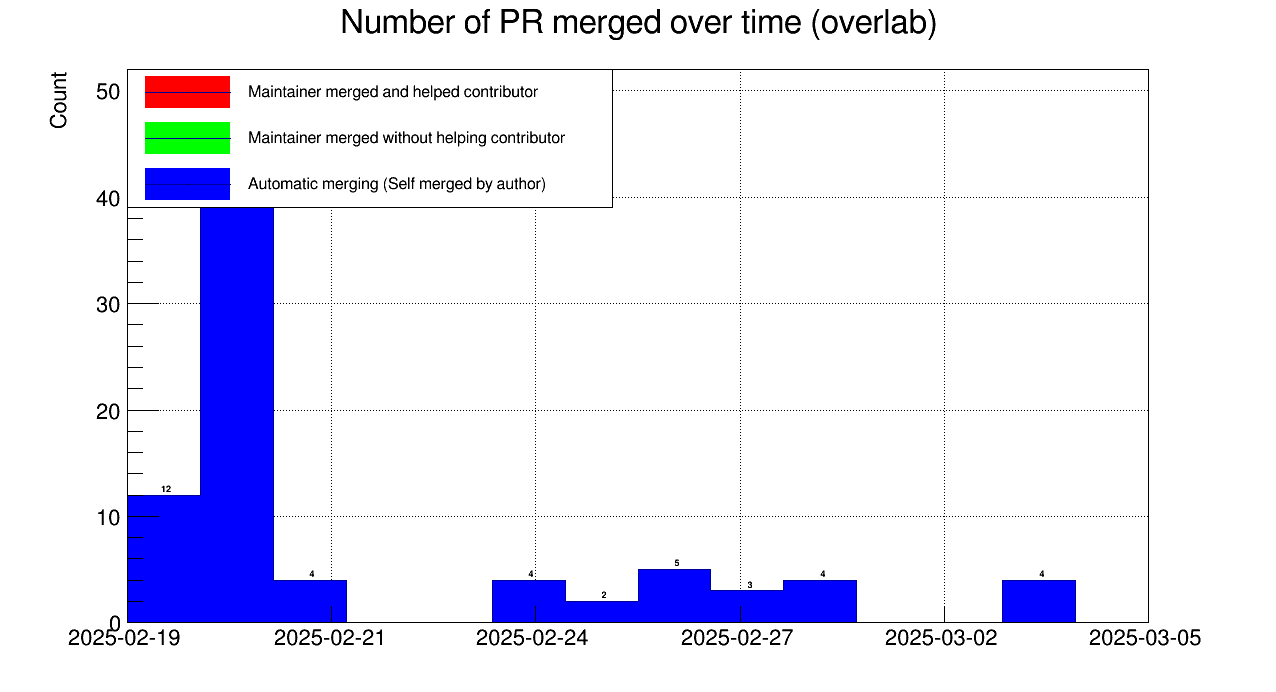 Number of PR merged over time (overlab)
Count
50
40
30
20
10
0
Maintainer merged and helped contributor
Maintainer merged without helping contributor
Automatic merging (Self merged by author)
12
4
4
2
5
3
4
4
2025-02-19 2025-02-21 2025-02-24 2025-02-27 2025-03-02 2025-03-05